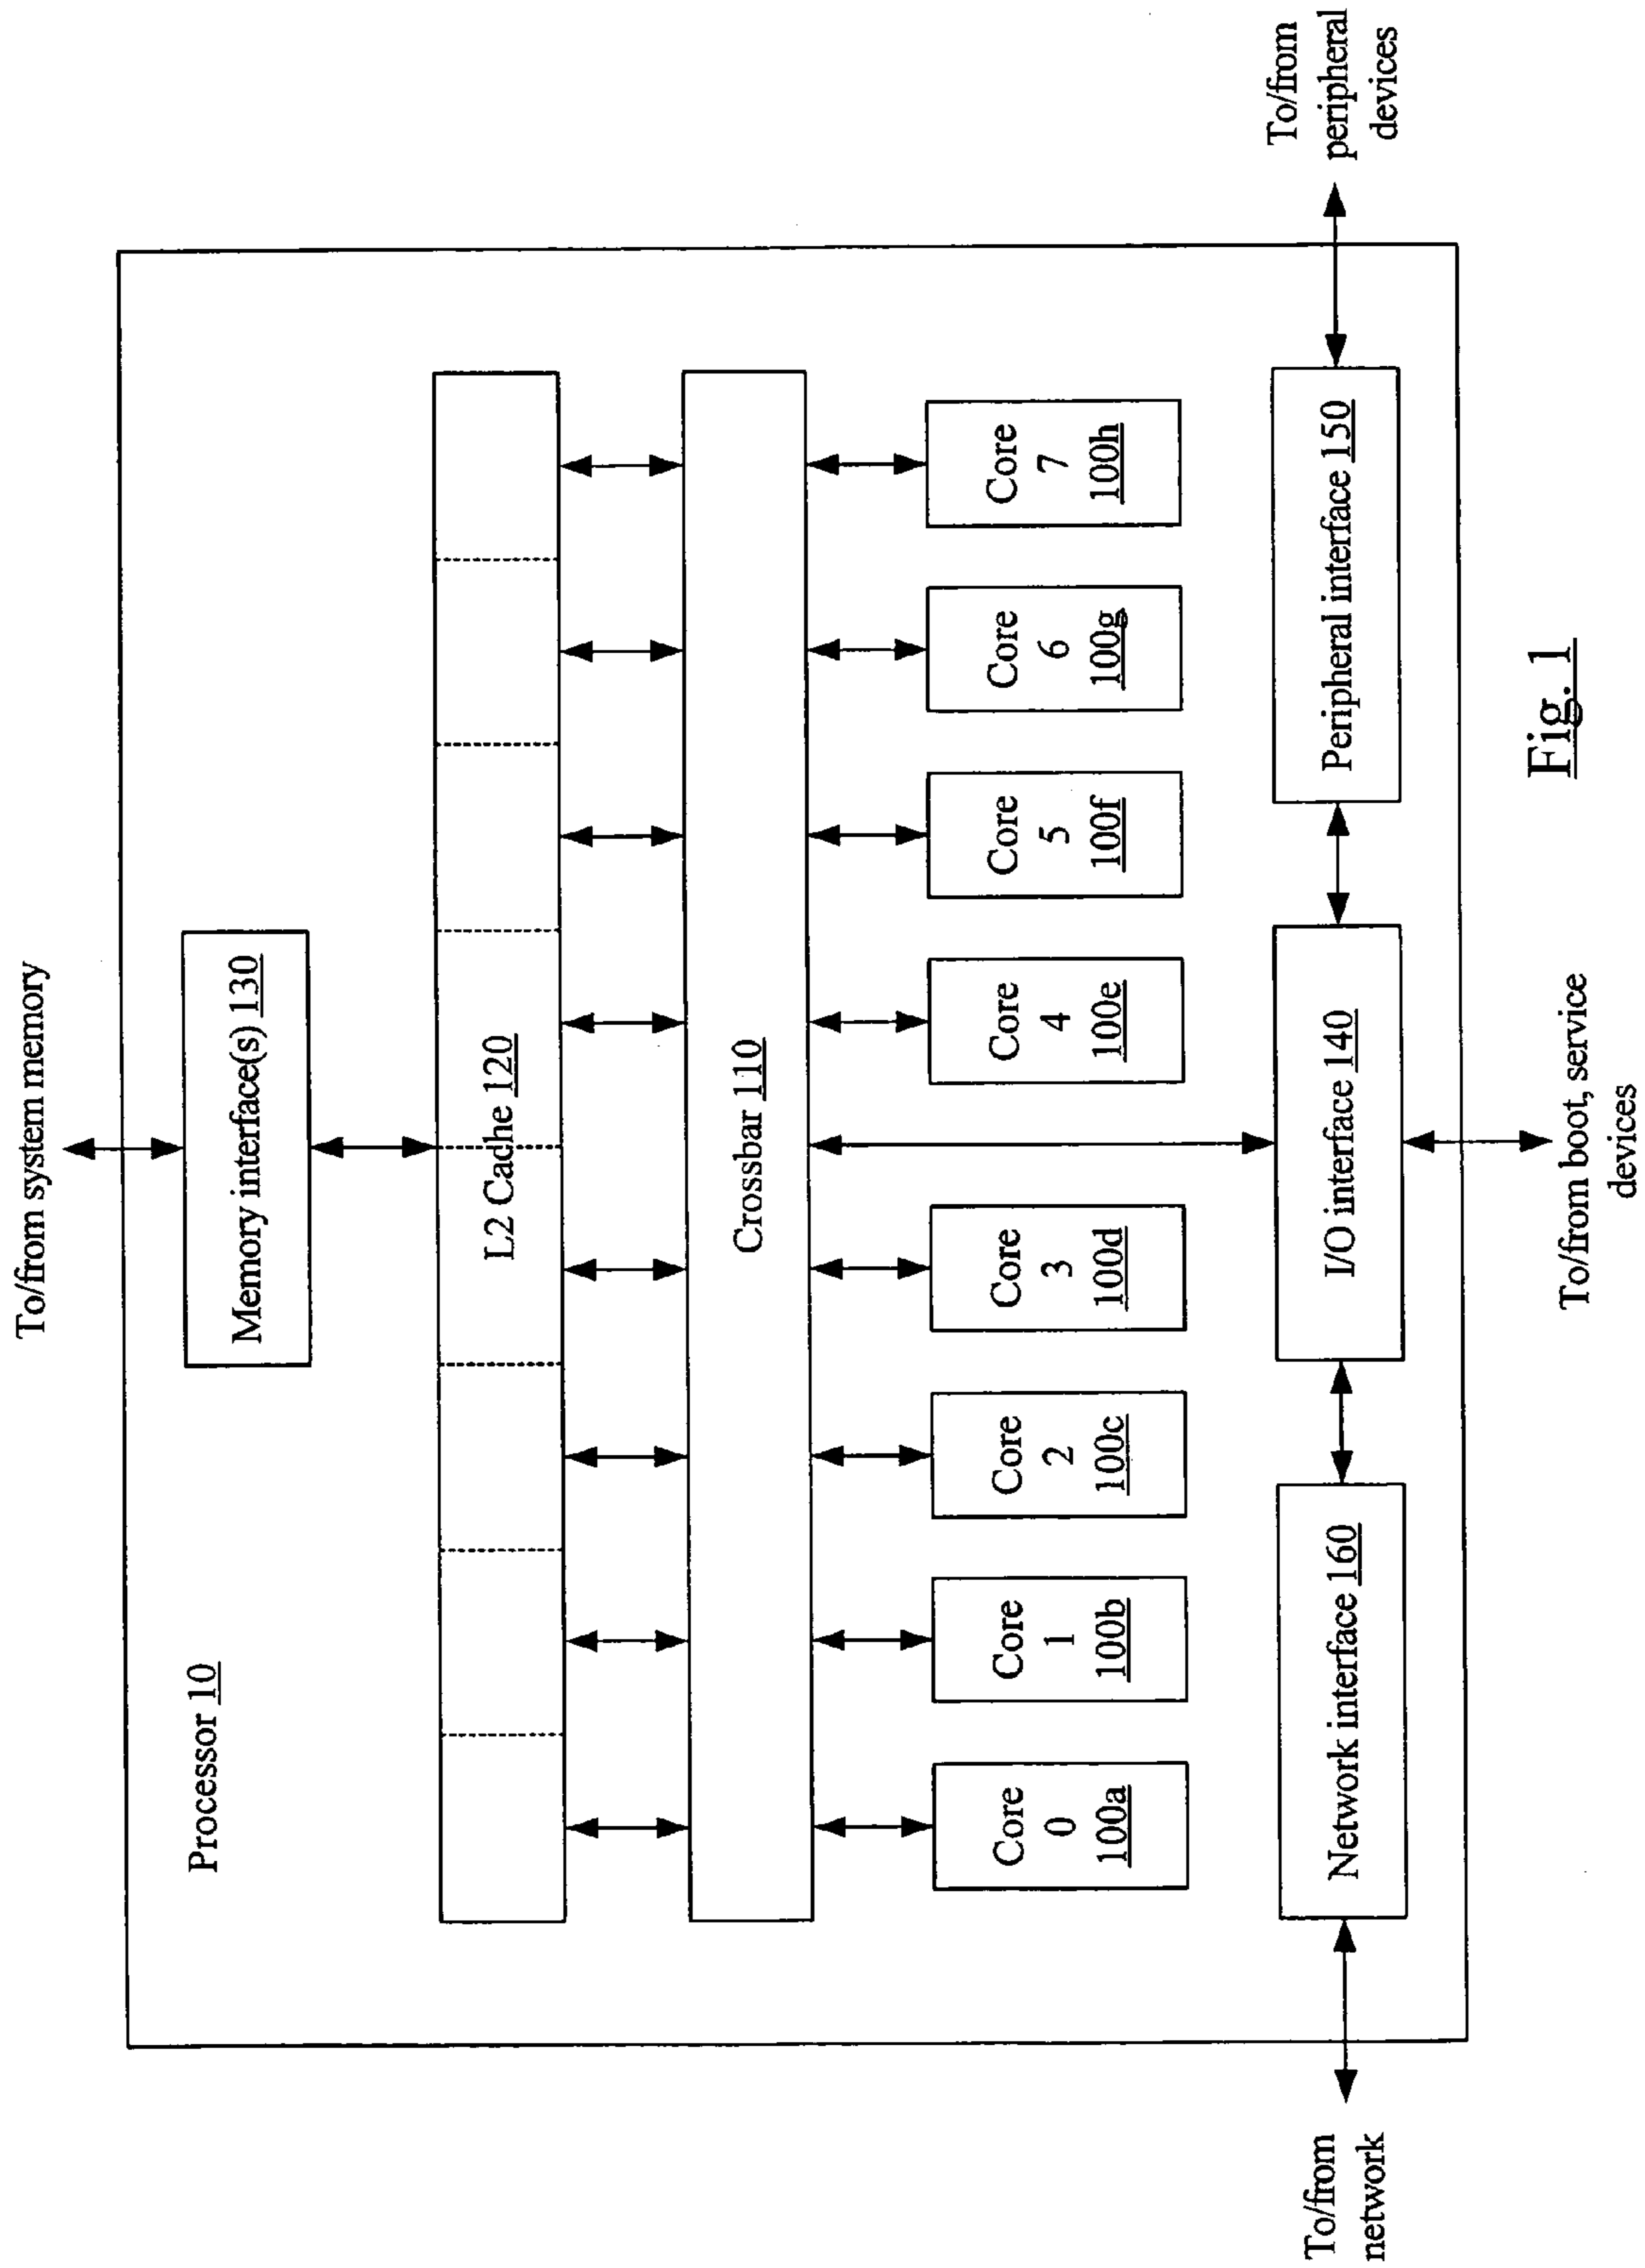 To/from system memory
Processor 10
Memory interface(s) 130
L2 Cache 120
Crossbar 110
Core
0
100a
Core
1
100b
Core
2
100c
Core
3
100d
Core
4
100e
Core
5
100f
Core
6
100g
Core
7
100h
To/from
network
Network interface 160
I/O interface 140
Peripheral interface 150
To/from
peripheral
devices
To/from boot, service
devices
Fig. 1